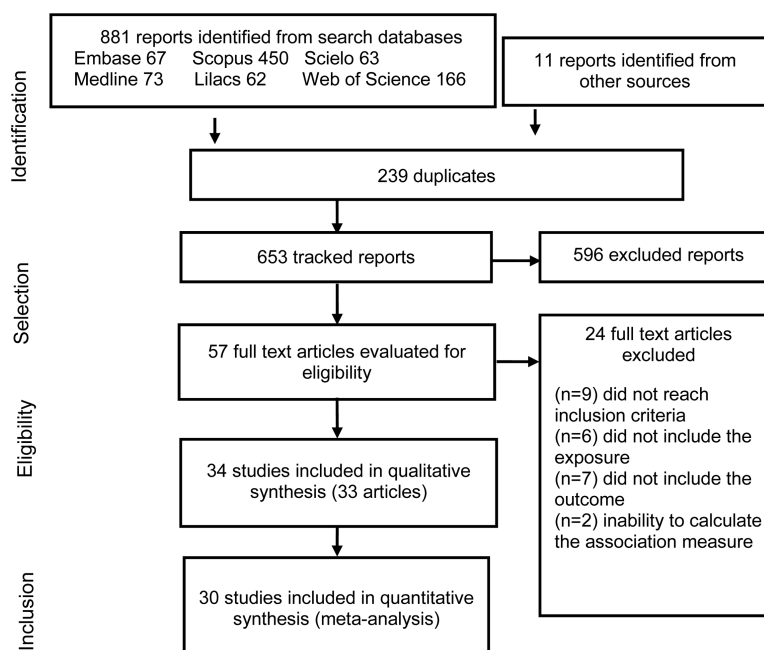 881 reports identified from search databases
Embase 67 Scopus 450 Scielo 63
Medline 73 Lilacs 62 Web of Science 166
11 reports identified from
other sources
Identification
239 duplicates
653 tracked reports
596 excluded reports
Selection
57 full text articles evaluated for
eligibility
24 full text articles
excluded
(n=9) did not reach
inclusion criteria
(n=6) did not include the
exposure
(n=7) did not include the
outcome
(n=2) inability to calculate
the association measure
Eligibility
34 studies included in qualitative
synthesis (33 articles)
30 studies included in quantitative
synthesis (meta-analysis)
Inclusion